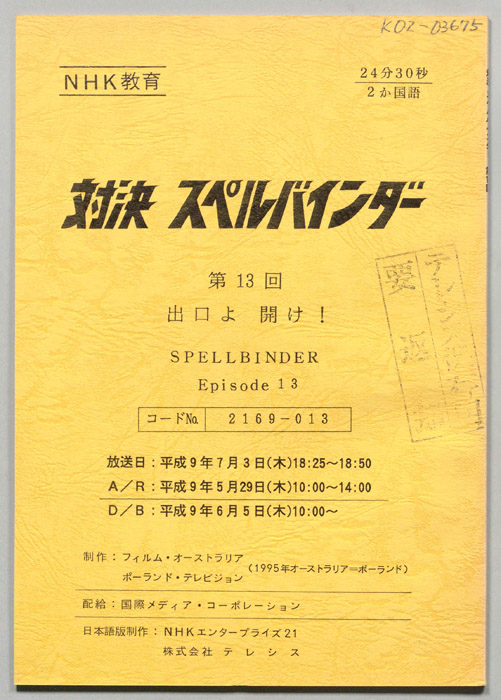 K02-03675
NHK教育
24分30秒
2か国語
対決 スペルバインダー
第13回
出口よ 開け！
SPELLBINDER
Episode 13
コードNo. 2169-013
放送日：平成9年7月3日(木)18:25～18:50
A／R：平成9年5月29日(木)10:00～14:00
D／B：平成9年6月5日(木)10:00～
制作：フィルム・オーストラリア
ポーランド・テレビジョン
(1995年オーストラリア＝ポーランド)
配給：国際メディア・コーポレーション
日本語版制作：NHKエンタープライズ21
株式会社 テレシス